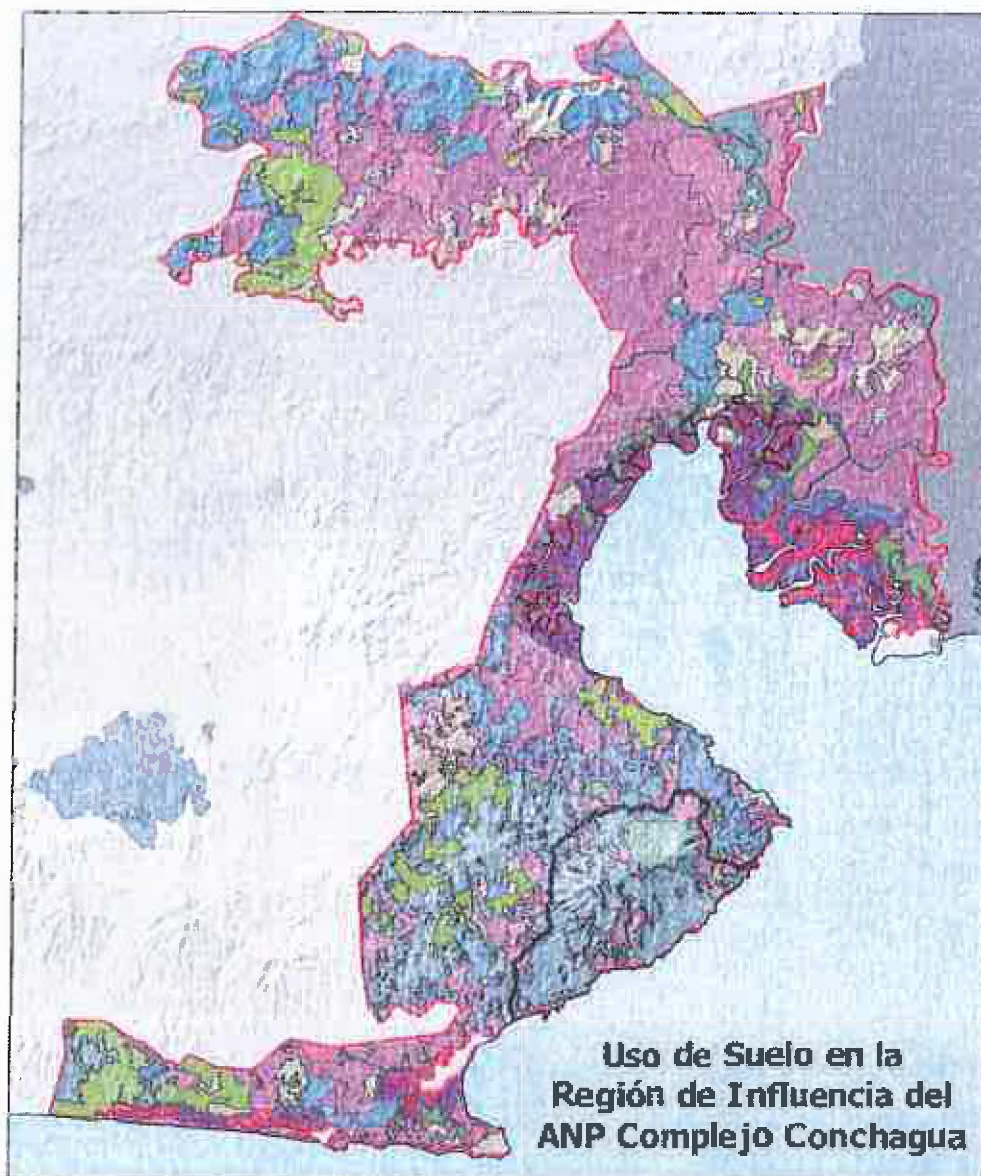 Uso de Suelo en la
Región de Influencia del
ANP Complejo Conchagua